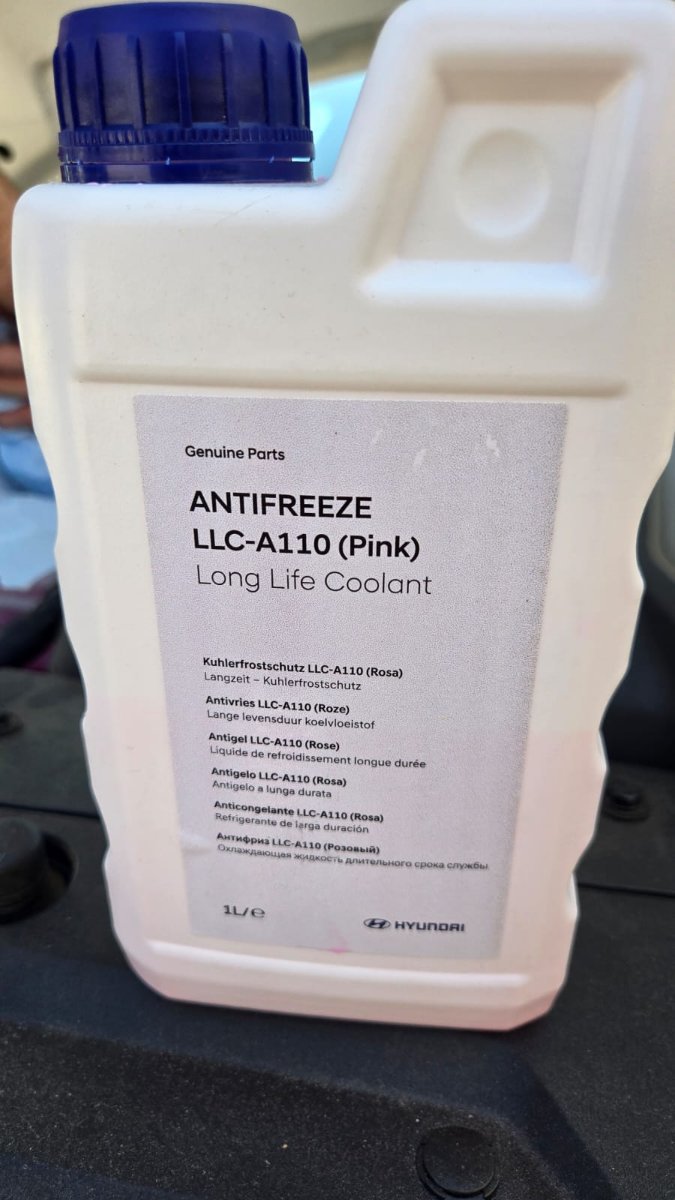 Genuine Parts
ANTIFREEZE
LLC-A110 (Pink)
Long Life Coolant
Kuhlerfrostschutz LLC-A110 (Rosa)
Langzeit – Kuhlerfrostschutz
Antivries LLC-A110 (Roze)
Lange levensduur koelvloeistof
Antigel LLC-A110 (Rose)
Liquide de refroidissement longue durée
Antigelo LLC-A110 (Rosa)
Antigelo a lunga durata
Anticongelante LLC-A110 (Rosa)
Refrigerante de larga duración
Антифриз LLC-A110 (Розовый)
Охлаждающая жидкость длительного срока службы
1L/℮
HYUNDAI